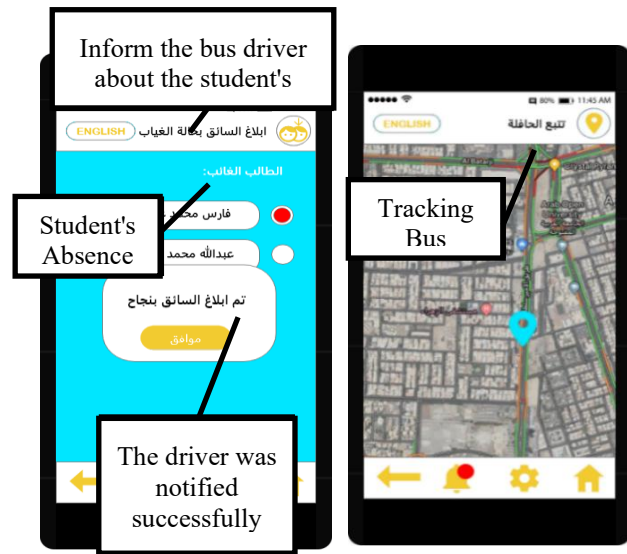 Inform the bus driver
about the student's
ENGLISH
ابلاغ السائق بحالة الغياب
الطالب الغائب:
Student's
Absence
فارس محمد
عبدالله محمد
تم ابلاغ السائق بنجاح
موافق
The driver was
notified
successfully
80%
11:45 AM
ENGLISH
تتبع الحافلة
Tracking
Bus